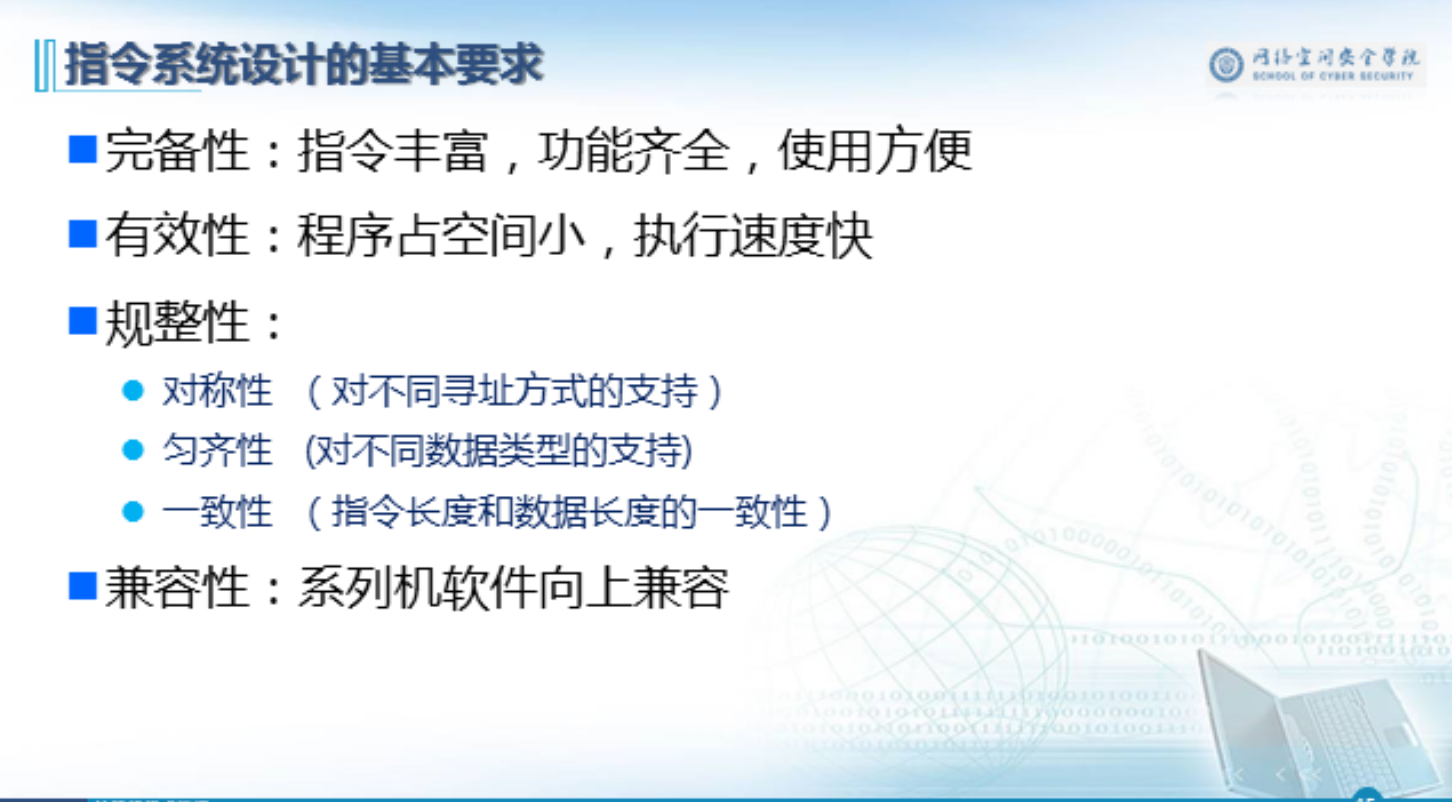 指令系统设计的基本要求
网络空间安全学院
SCHOOL OF CYBER SECURITY
完备性：指令丰富，功能齐全，使用方便
有效性：程序占空间小，执行速度快
规整性：
对称性 （对不同寻址方式的支持）
匀齐性 (对不同数据类型的支持)
一致性 （指令长度和数据长度的一致性）
兼容性：系列机软件向上兼容